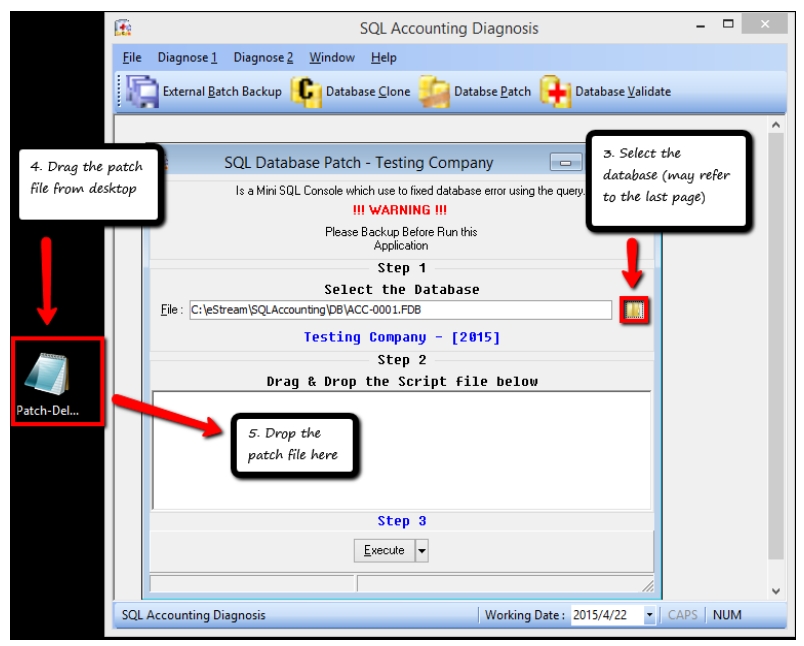 SQL Accounting Diagnosis
File Diagnose 1 Diagnose 2 Window Help
External Batch Backup Database Clone Databse Patch Database Validate
4. Drag the patch
file from desktop
SQL Database Patch - Testing Company
3. Select the
database (may refer
to the last page)
Is a Mini SQL Console which use to fixed database error using the query.
!!! WARNING !!!
Please Backup Before Run this
Application
Step 1
Select the Database
File : C:\eStream\SQLAccounting\DB\ACC-0001.FDB
Testing Company - [2015]
Step 2
Drag & Drop the Script file below
Patch-Del...
5. Drop the
patch file here
Step 3
Execute
SQL Accounting Diagnosis Working Date : 2015/4/22 CAPS NUM